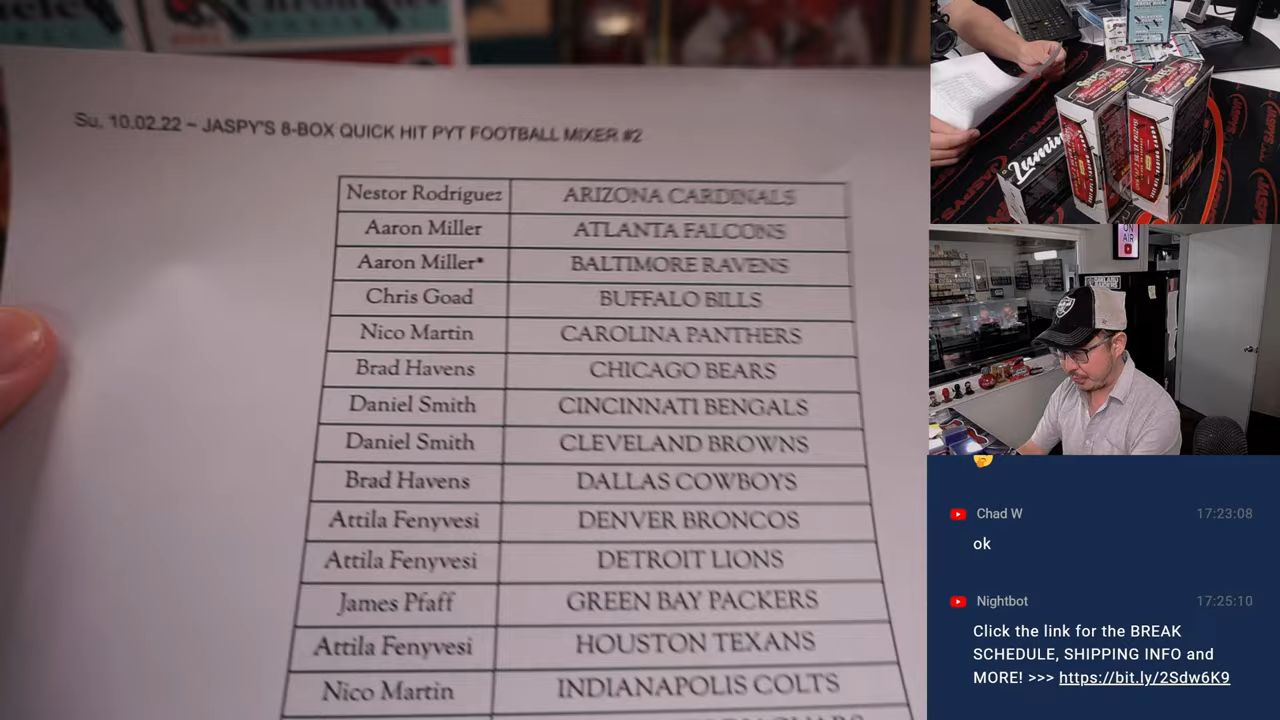 Su, 10.02.22 – JASPY'S 8-BOX QUICK HIT PYT FOOTBALL MIXER #2
Nestor Rodriguez ARIZONA CARDINALS
Aaron Miller ATLANTA FALCONS
Aaron Miller* BALTIMORE RAVENS
Chris Goad BUFFALO BILLS
Nico Martin CAROLINA PANTHERS
Brad Havens CHICAGO BEARS
Daniel Smith CINCINNATI BENGALS
Daniel Smith CLEVELAND BROWNS
Brad Havens DALLAS COWBOYS
Attila Fenyvesi DENVER BRONCOS
Attila Fenyvesi DETROIT LIONS
James Pfaff GREEN BAY PACKERS
Attila Fenyvesi HOUSTON TEXANS
Nico Martin INDIANAPOLIS COLTS
ON
AIR
Chad W 17:23:08
ok
Nightbot 17:25:10
Click the link for the BREAK
SCHEDULE, SHIPPING INFO and
MORE! >>> https://bit.ly/2Sdw6K9